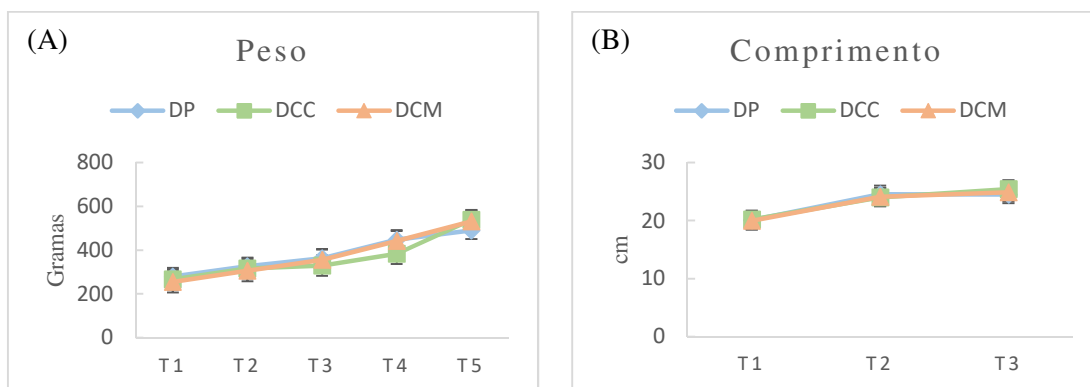 (A)
Peso
DP DCC DCM
800
600
400
200
0
Gramas
T1 T2 T3 T4 T5
(B)
Comprimento
DP DCC DCM
30
20
10
0
cm
T1 T2 T3